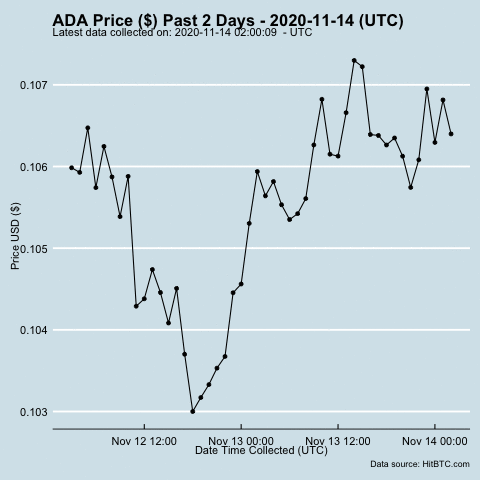 ADA Price ($) Past 2 Days - 2020-11-14 (UTC)
Latest data collected on: 2020-11-14 02:00:09  - UTC
0.107
0.106
0.105
0.104
0.103
Price USD ($)
Nov 12 12:00 Nov 13 00:00 Nov 13 12:00 Nov 14 00:00
Date Time Collected (UTC)
Data source: HitBTC.com